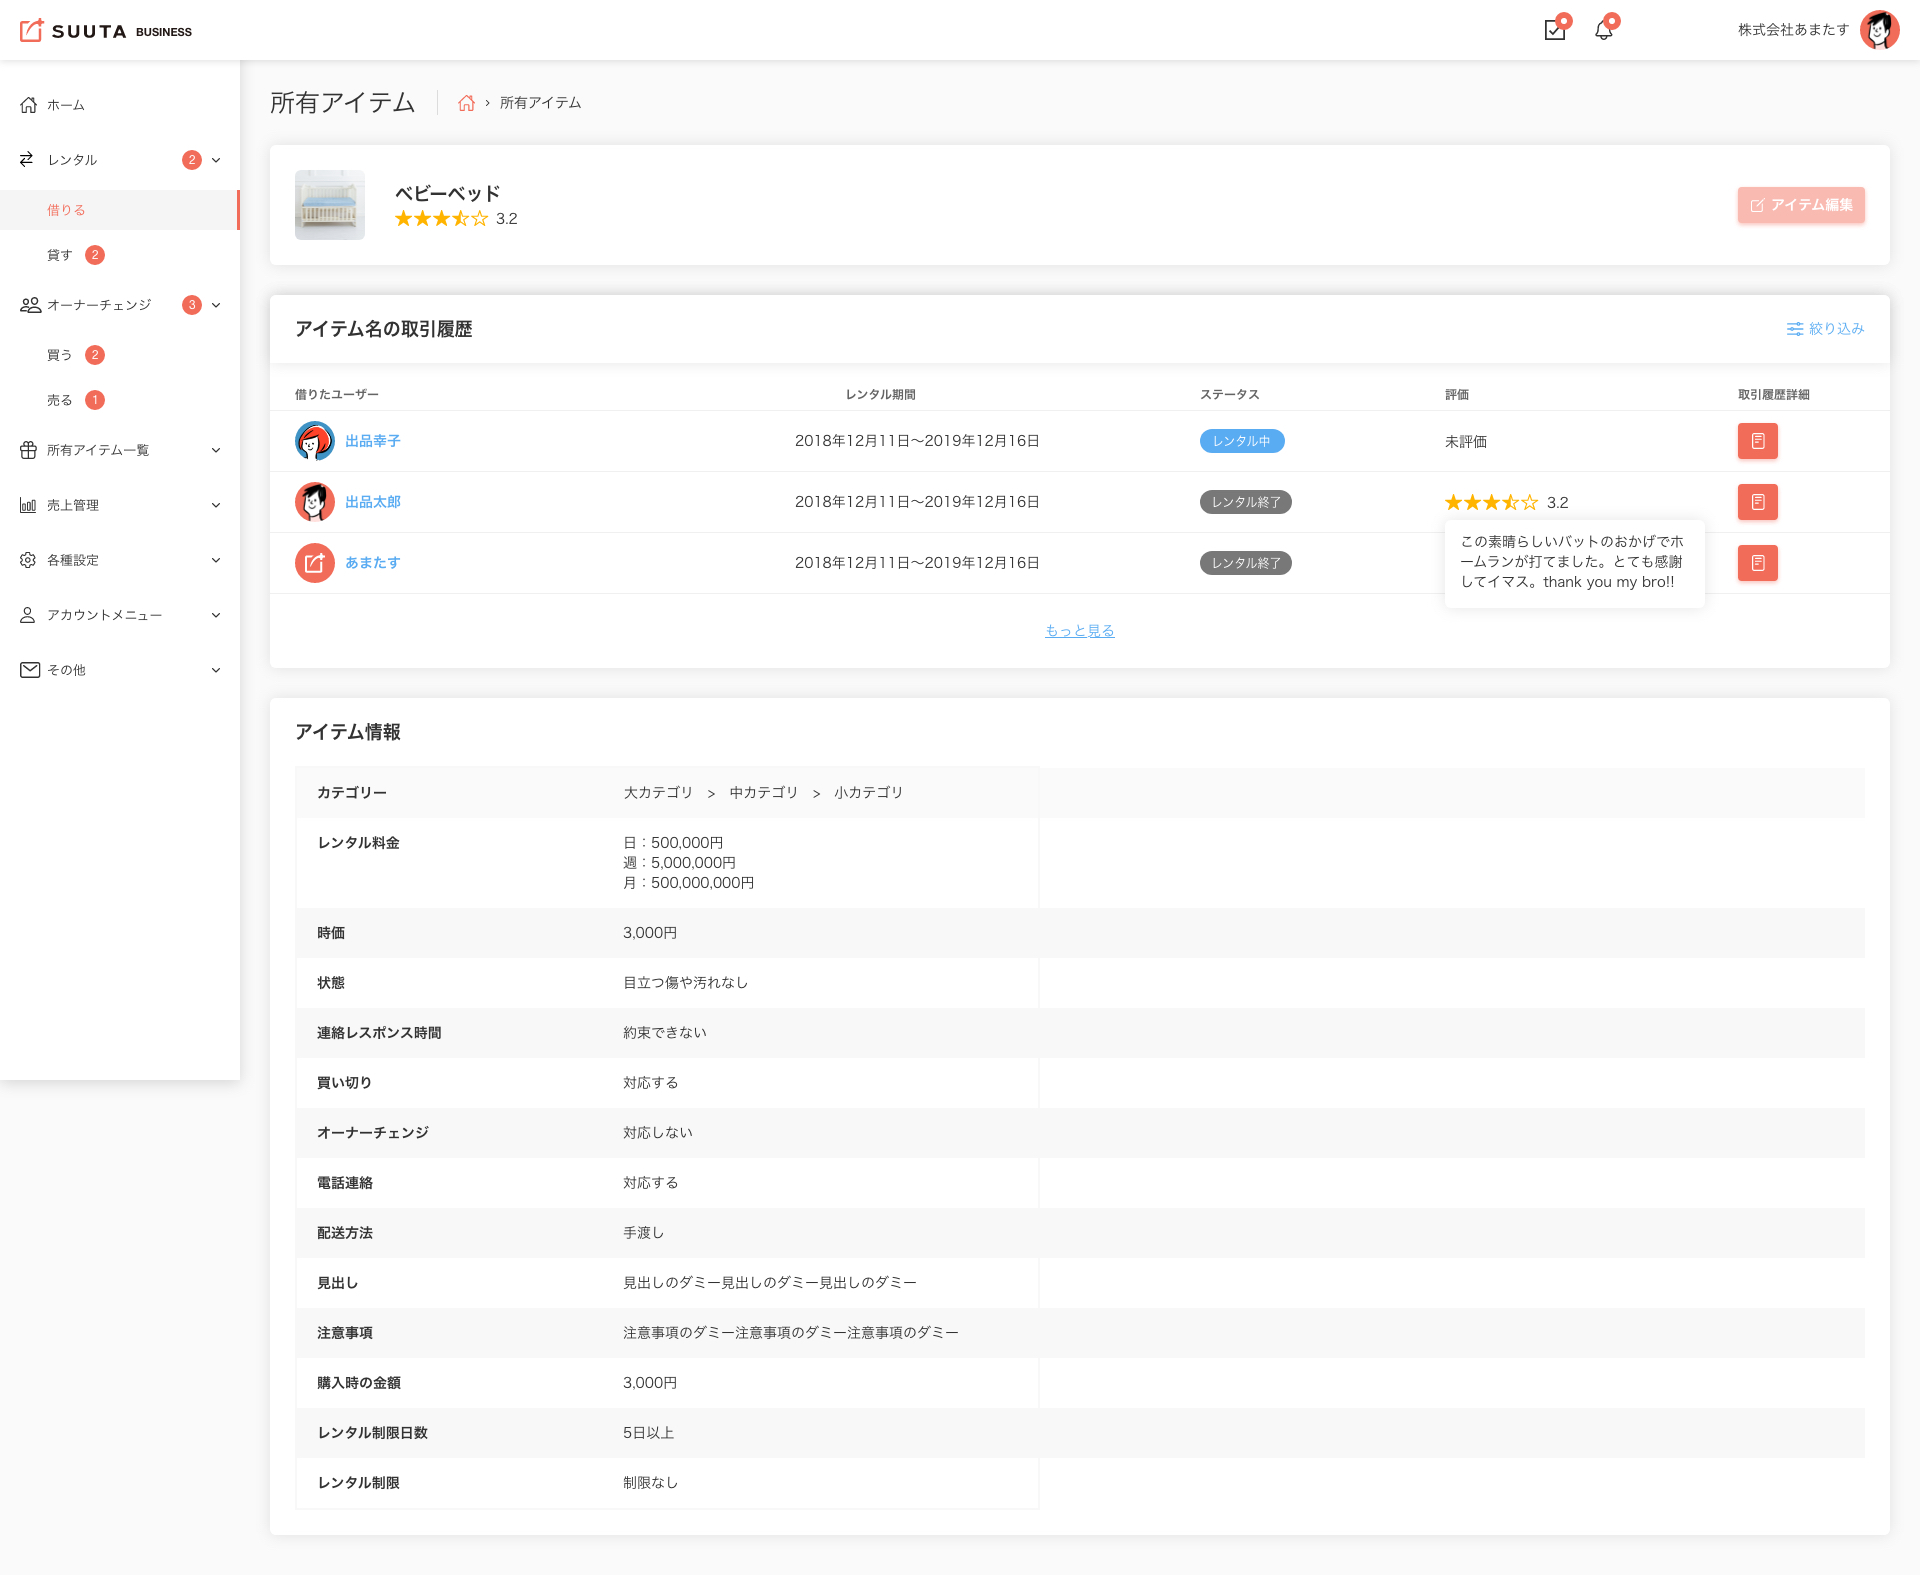 SUUTA BUSINESS
株式会社あまたす
ホーム
レンタル 2
借りる
貸す 2
オーナーチェンジ 3
買う 2
売る 1
所有アイテム一覧
売上管理
各種設定
アカウントメニュー
その他
所有アイテム › 所有アイテム
ベビーベッド
3.2
アイテム編集
アイテム名の取引履歴
絞り込み
借りたユーザー レンタル期間 ステータス 評価 取引履歴詳細
出品幸子 2018年12月11日〜2019年12月16日 レンタル中 未評価
出品太郎 2018年12月11日〜2019年12月16日 レンタル終了 ★★★☆ 3.2
あまたす 2018年12月11日〜2019年12月16日 レンタル終了
この素晴らしいバットのおかげでホ
ームランが打てました。とても感謝
してイマス。thank you my bro!!
もっと見る
アイテム情報
カテゴリー 大カテゴリ > 中カテゴリ > 小カテゴリ
レンタル料金 日：500,000円
週：5,000,000円
月：500,000,000円
時価 3,000円
状態 目立つ傷や汚れなし
連絡レスポンス時間 約束できない
買い切り 対応する
オーナーチェンジ 対応しない
電話連絡 対応する
配送方法 手渡し
見出し 見出しのダミー見出しのダミー見出しのダミー
注意事項 注意事項のダミー注意事項のダミー注意事項のダミー
購入時の金額 3,000円
レンタル制限日数 5日以上
レンタル制限 制限なし